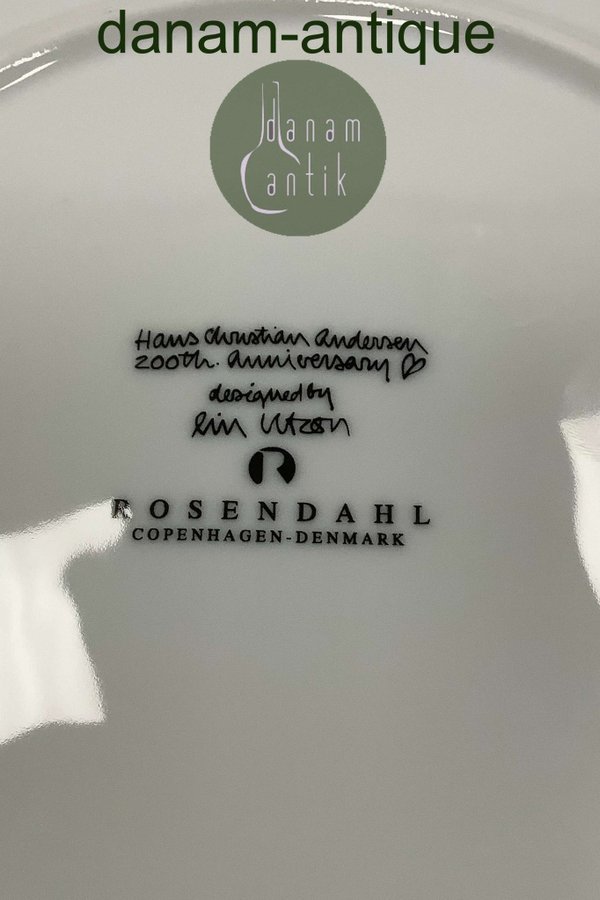 danam-antique
danam
antik
Hans Christian Andersen
200th. anniversary ♡
designed by
Lin Utzon
R
ROSENDAHL
COPENHAGEN-DENMARK